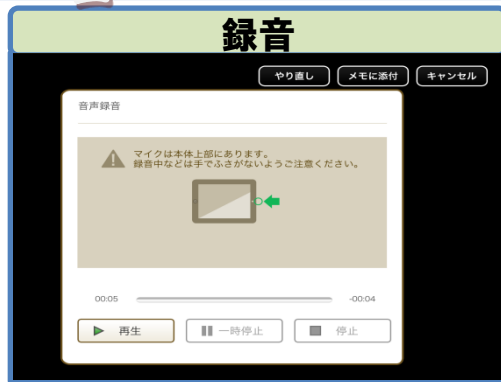 録音
やり直し メモに添付 キャンセル
音声録音
マイクは本体上部にあります。
録音中などは手でふさがないようご注意ください。
00:05 -00:04
再生 一時停止 停止